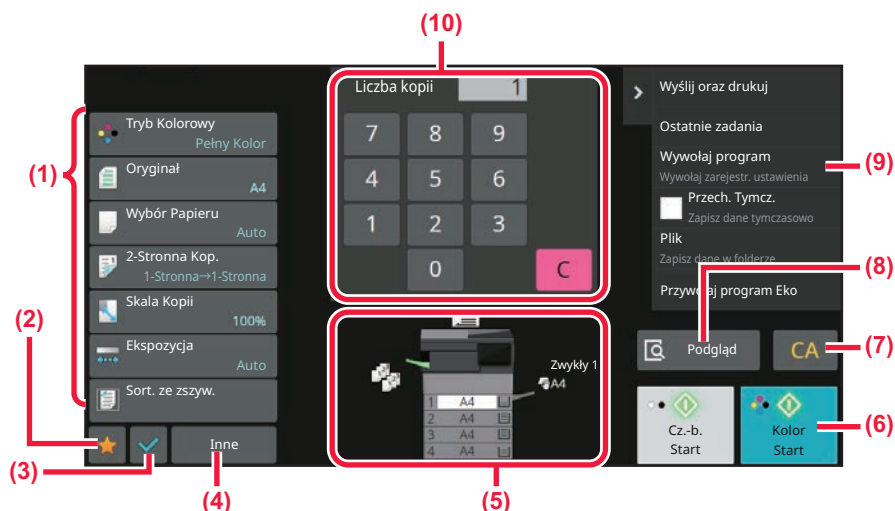 (10)
Liczba kopii 1
7 8 9
4 5 6
1 2 3
0 C
(1)
Tryb Kolorowy
Pełny Kolor
Oryginał
A4
Wybór Papieru
Auto
2-Stronna Kop.
1-Stronna→1-Stronna
Skala Kopii
100%
Ekspozycja
Auto
Sort. ze zszyw.
(2)
(3)
Inne
(4)
Zwykły 1
A4
1 A4
2 A4
3 A4
4 A4
(5)
Wyślij oraz drukuj
Ostatnie zadania
Wywołaj program
Wywołaj zarejestr. ustawienia
(9)
Przech. Tymcz.
Zapisz dane tymczasowo
Plik
Zapisz dane w folderze
(8)
Przywołaj program Eko
Podgląd
CA
(7)
Cz.-b.
Start
Kolor
Start
(6)